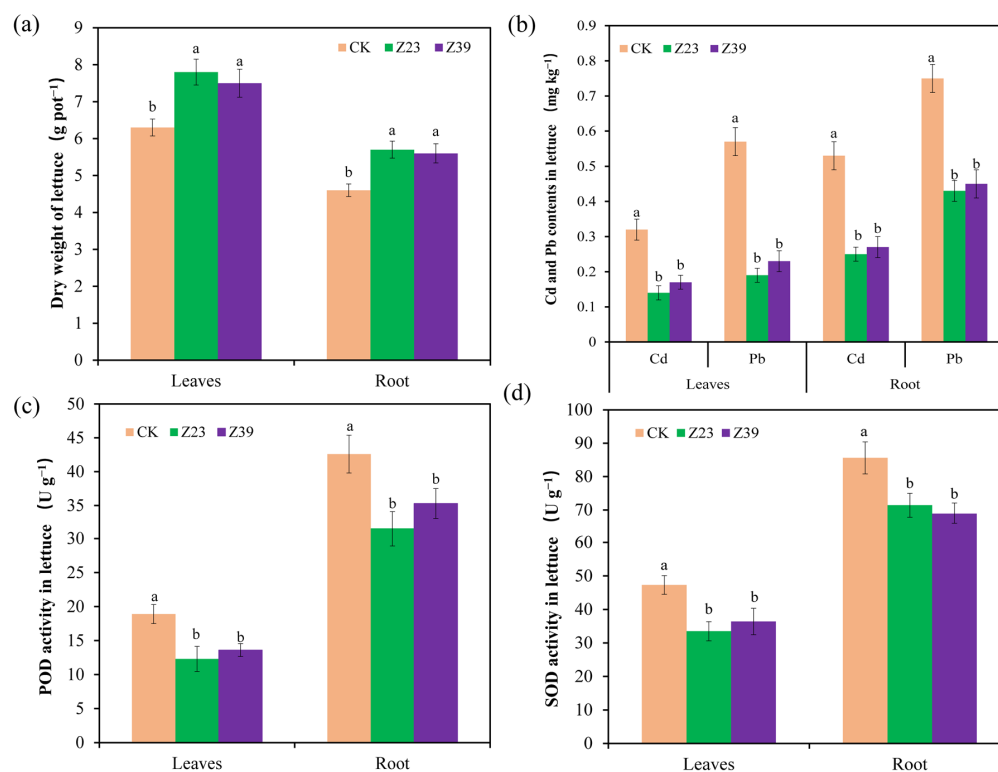 (a)
Dry weight of lettuce (g pot⁻¹)
9
8
7
6
5
4
3
2
1
0
CK Z23 Z39
b a a
b a a
Leaves Root
(b)
Cd and Pb contents in lettuce (mg kg⁻¹)
0.9
0.8
0.7
0.6
0.5
0.4
0.3
0.2
0.1
0
CK Z23 Z39
a b b
a b b
a b b
a b b
Cd Pb Cd Pb
Leaves Root
(c)
POD activity in lettuce (U g⁻¹)
50
45
40
35
30
25
20
15
10
5
0
CK Z23 Z39
a b b
a b b
Leaves Root
(d)
SOD activity in lettuce (U g⁻¹)
100
90
80
70
60
50
40
30
20
10
0
CK Z23 Z39
a b b
a b b
Leaves Root